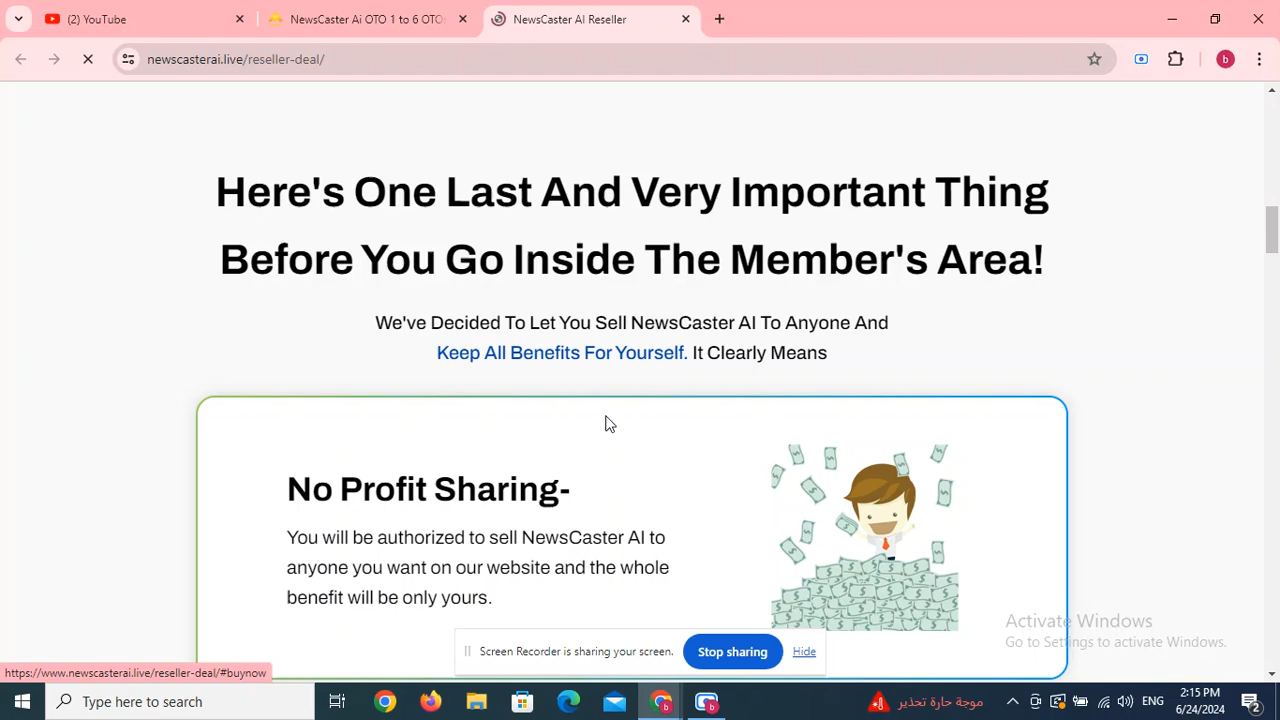 (2) YouTube
NewsCaster Ai OTO 1 to 6 OTO
NewsCaster AI Reseller
newscasterai.live/reseller-deal/
b
Here's One Last And Very Important Thing
Before You Go Inside The Member's Area!
We've Decided To Let You Sell NewsCaster AI To Anyone And
Keep All Benefits For Yourself. It Clearly Means
No Profit Sharing-
You will be authorized to sell NewsCaster AI to
anyone you want on our website and the whole
benefit will be only yours.
Activate Windows
Go to Settings to activate Windows.
Screen Recorder is sharing your screen.
Stop sharing
Hide
https://www.newscasterai.live/reseller-deal/#buynow
Type here to search
b
b
موجة حارة تحذير
ENG
2:15 PM
6/24/2024
2